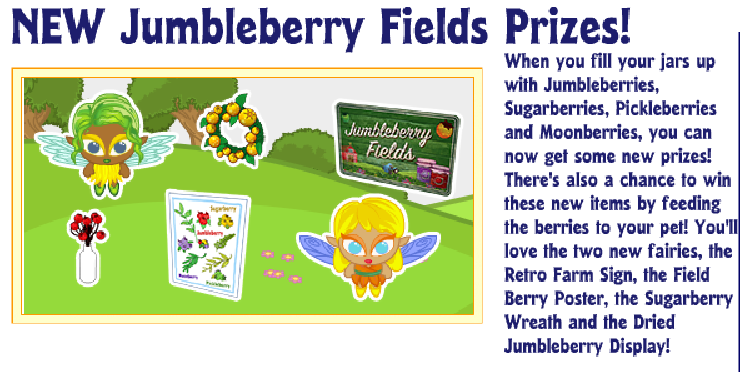 NEW Jumbleberry Fields Prizes!
When you fill your jars up
with Jumbleberries,
Sugarberries, Pickleberries
and Moonberries, you can
now get some new prizes!
There's also a chance to win
these new items by feeding
the berries to your pet! You'll
love the two new fairies, the
Retro Farm Sign, the Field
Berry Poster, the Sugarberry
Wreath and the Dried
Jumbleberry Display!
Jumbleberry
Fields
Sugarberry
Jumbleberry